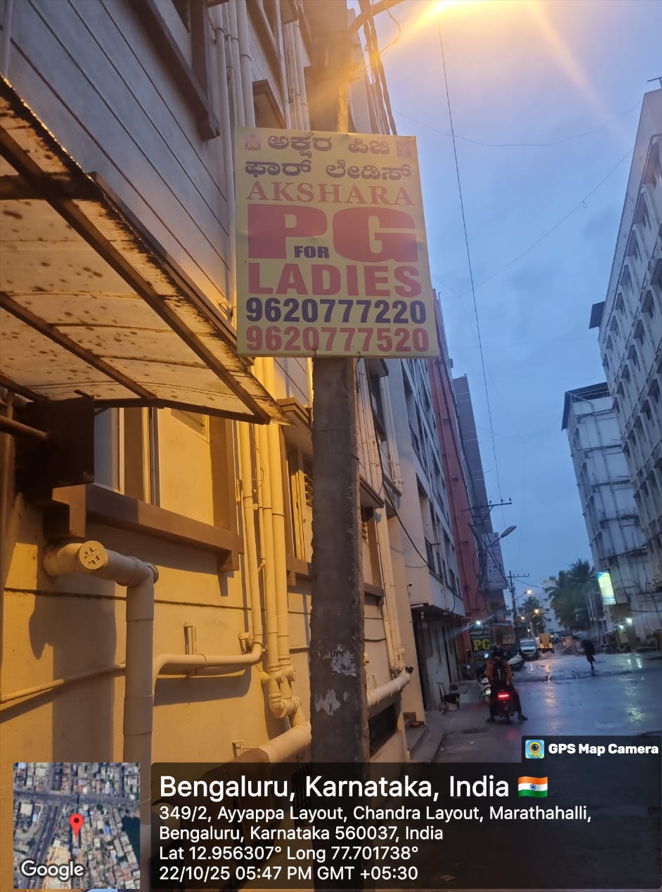 ಅಕ್ಷರ ಪಿಜಿ
ಫಾರ್ ಲೇಡಿಸ್
AKSHARA
PG
FOR
LADIES
9620777220
9620777520
PG
GPS Map Camera
Bengaluru, Karnataka, India
349/2, Ayyappa Layout, Chandra Layout, Marathahalli,
Bengaluru, Karnataka 560037, India
Lat 12.956307° Long 77.701738°
22/10/25 05:47 PM GMT +05:30
Google